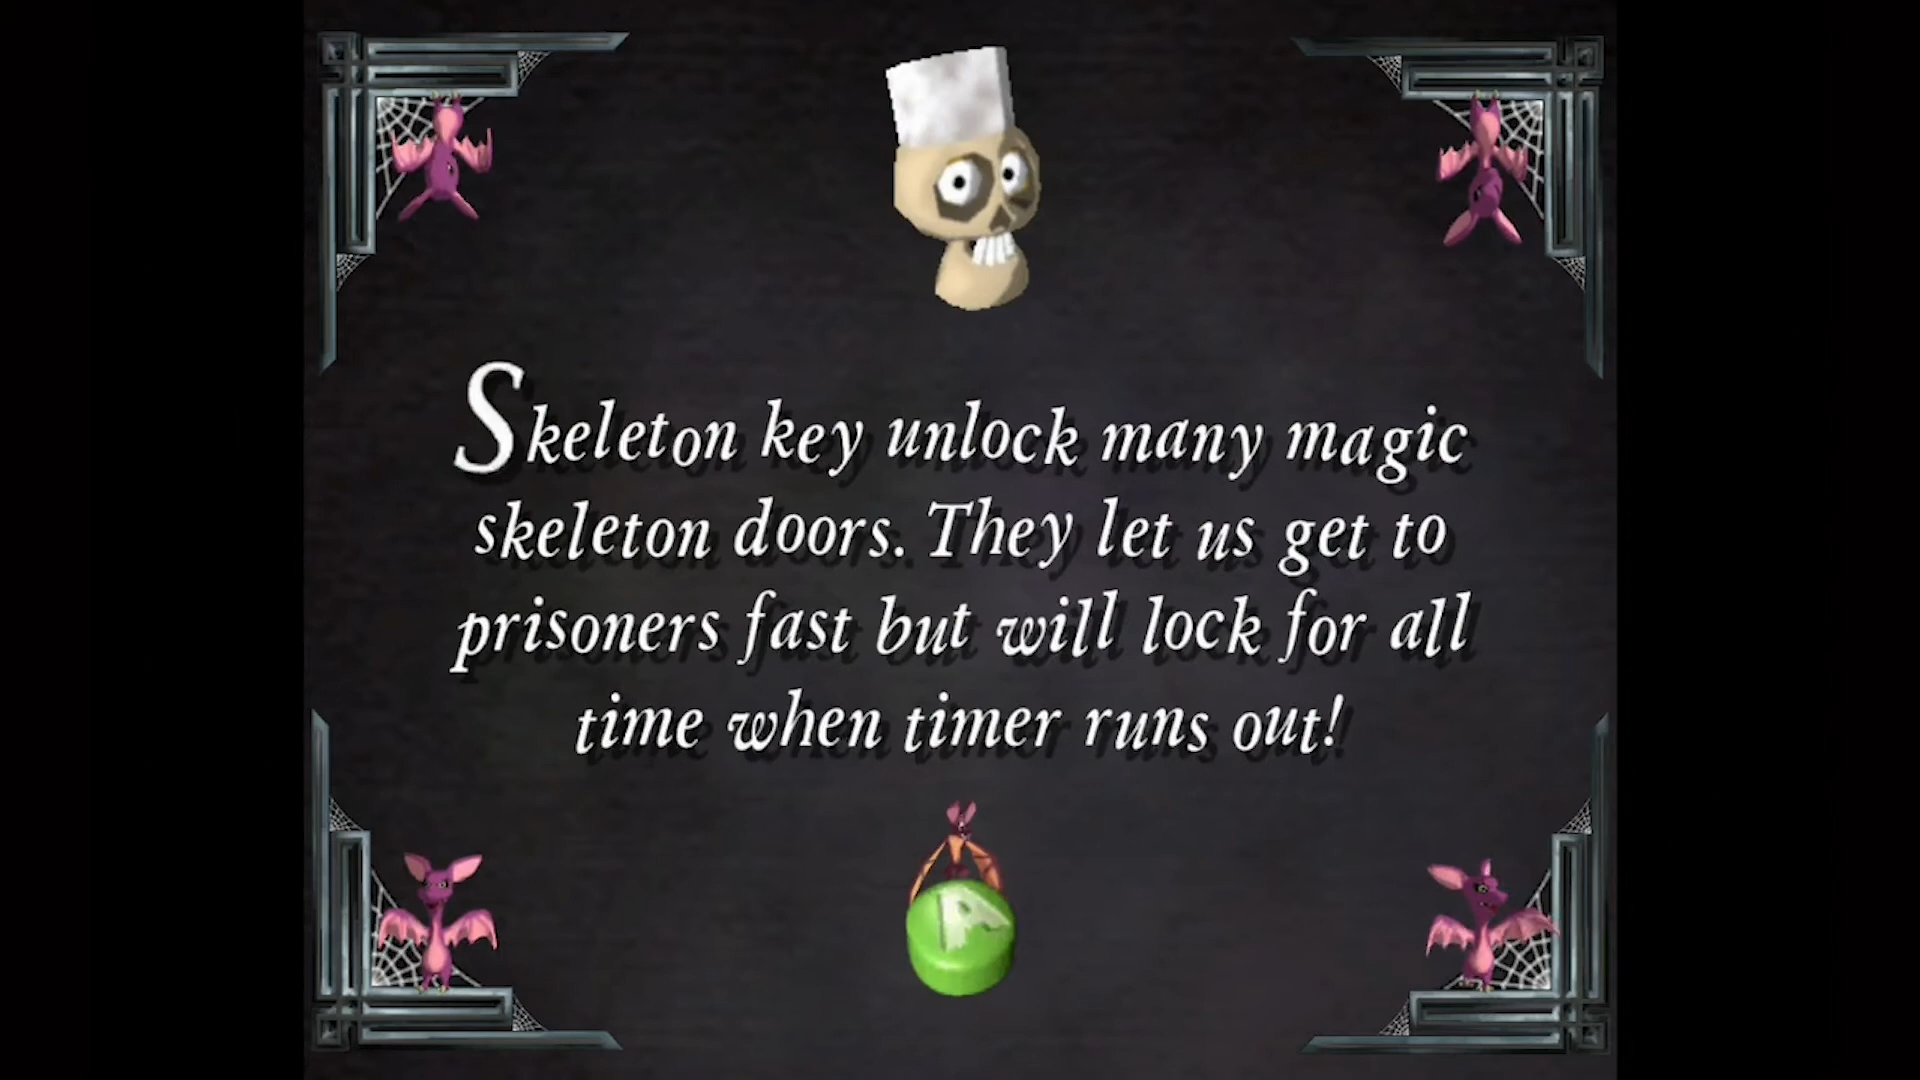 Skeleton key unlock many magic
skeleton doors. They let us get to
prisoners fast but will lock for all
time when timer runs out!
A